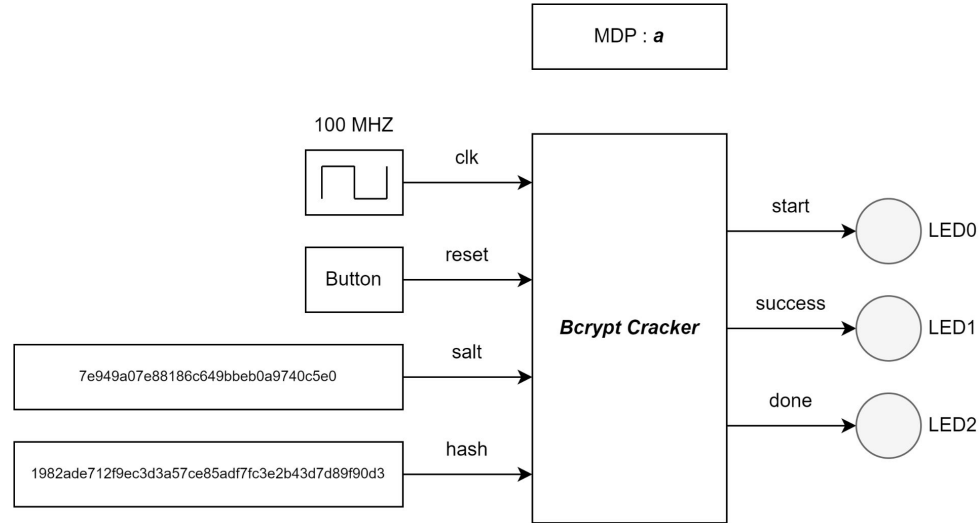 MDP : a
100 MHZ
clk
start
LED0
Button
reset
success
LED1
Bcrypt Cracker
7e949a07e88186c649bbeb0a9740c5e0
salt
done
LED2
1982ade712f9ec3d3a57ce85adf7fc3e2b43d7d89f90d3
hash